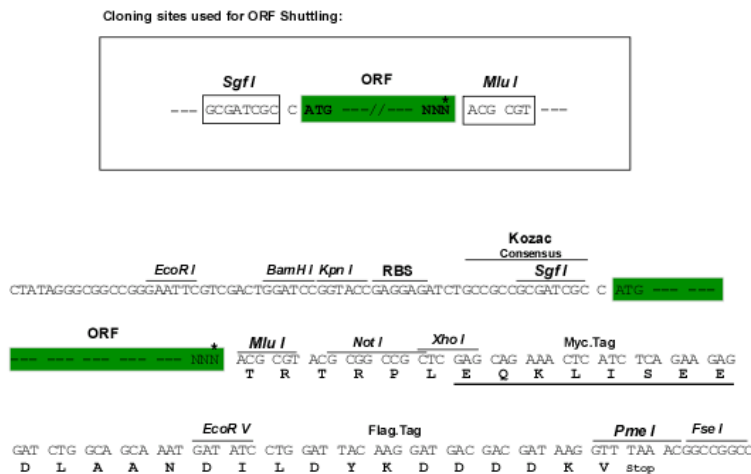 Cloning sites used for ORF Shuttling:
Sgf I ORF Mlu I
--- GCGATCGC C ATG ---//--- NNN* ACG CGT ---
Kozac
Consensus
EcoR I BamH I Kpn I RBS Sgf I
CTATAGGGCGGCCGGGAATTCGTCGACTGGATCCGGTACCGAGGAGATCTGCCGCCGCGATCGC C ATG --- ---
ORF Mlu I Not I Xho I Myc.Tag
--- --- --- --- --- NNN* ACG CGT ACG CGG CCG CTC GAG CAG AAA CTC ATC TCA GAA GAG
T R T R P L E Q K L I S E E
EcoR V Flag.Tag Pme I Fse I
GAT CTG GCA GCA AAT GAT ATC CTG GAT TAC AAG GAT GAC GAC GAT AAG GTT TAA ACGGCCGGCC
D L A A N D I L D Y K D D D D K V Stop